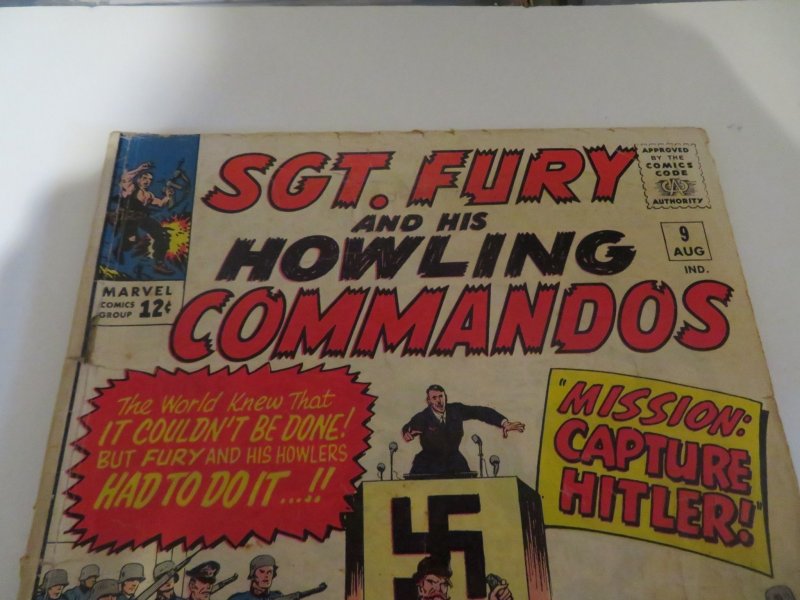 SGT. FURY
AND HIS
HOWLING
COMMANDOS
APPROVED
BY THE
COMICS
CODE
CA
AUTHORITY
9
AUG
IND.
MARVEL
COMICS
GROUP
12¢
The World Knew That
IT COULDN'T BE DONE!
BUT FURY AND HIS HOWLERS
HAD TO DO IT...!!
"MISSION:
CAPTURE
HITLER!"